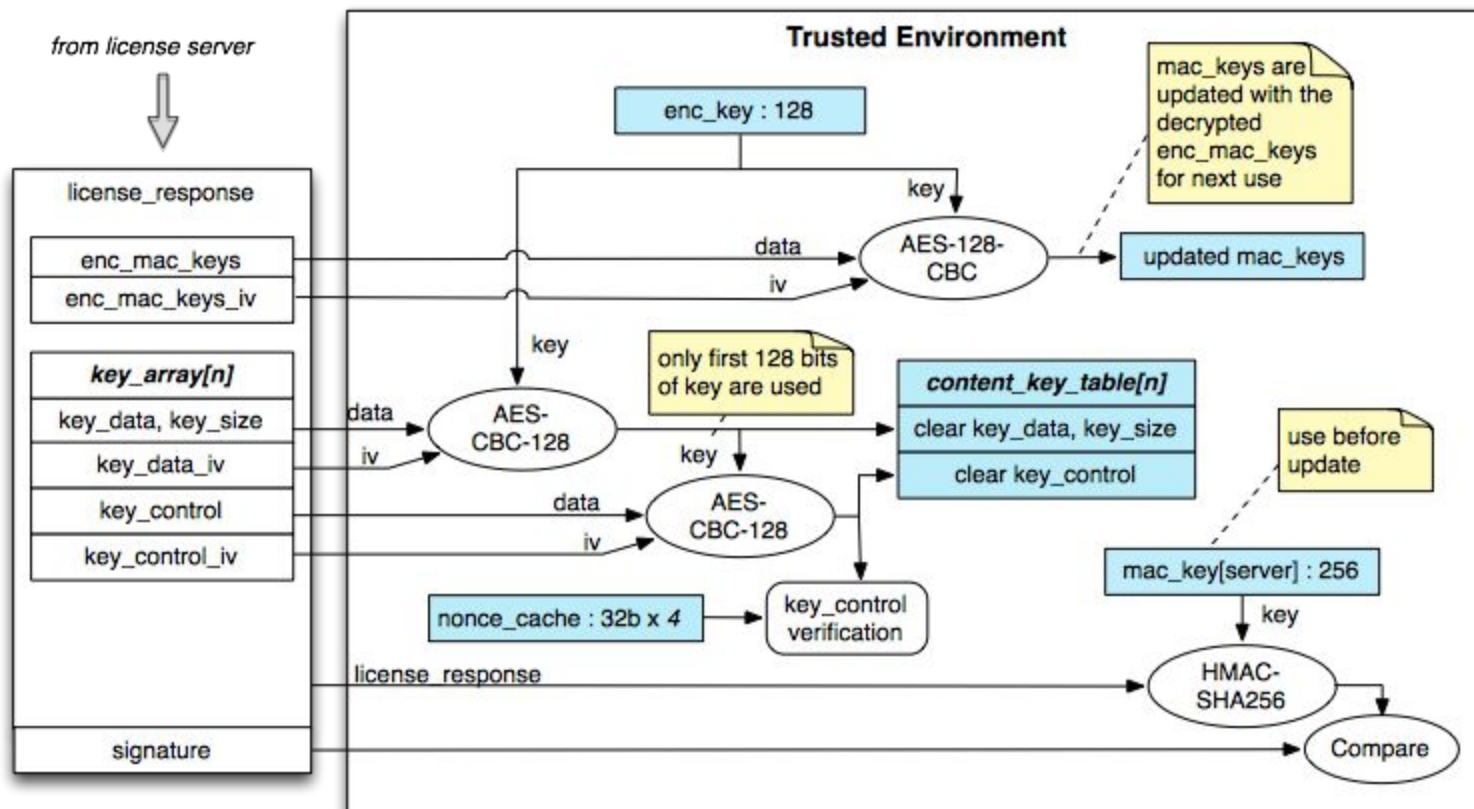 from license server
Trusted Environment
license_response
enc_mac_keys
enc_mac_keys_iv
key_array[n]
key_data, key_size
key_data_iv
key_control
key_control_iv
signature
enc_key : 128
key
data
iv
AES-128-
CBC
mac_keys are
updated with the
decrypted
enc_mac_keys
for next use
updated mac_keys
key
data
iv
AES-
CBC-128
only first 128 bits
of key are used
key
data
iv
AES-
CBC-128
content_key_table[n]
clear key_data, key_size
clear key_control
nonce_cache : 32b x 4
key_control
verification
use before
update
mac_key[server] : 256
key
license_response
HMAC-
SHA256
Compare